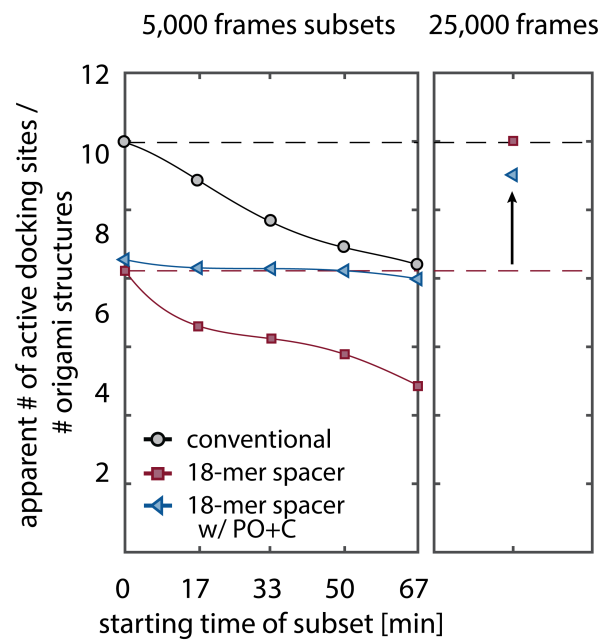 5,000 frames subsets
25,000 frames
apparent # of active docking sites /
# origami structures
12
10
8
6
4
2
conventional
18-mer spacer
18-mer spacer
w/ PO+C
0 17 33 50 67
starting time of subset [min]